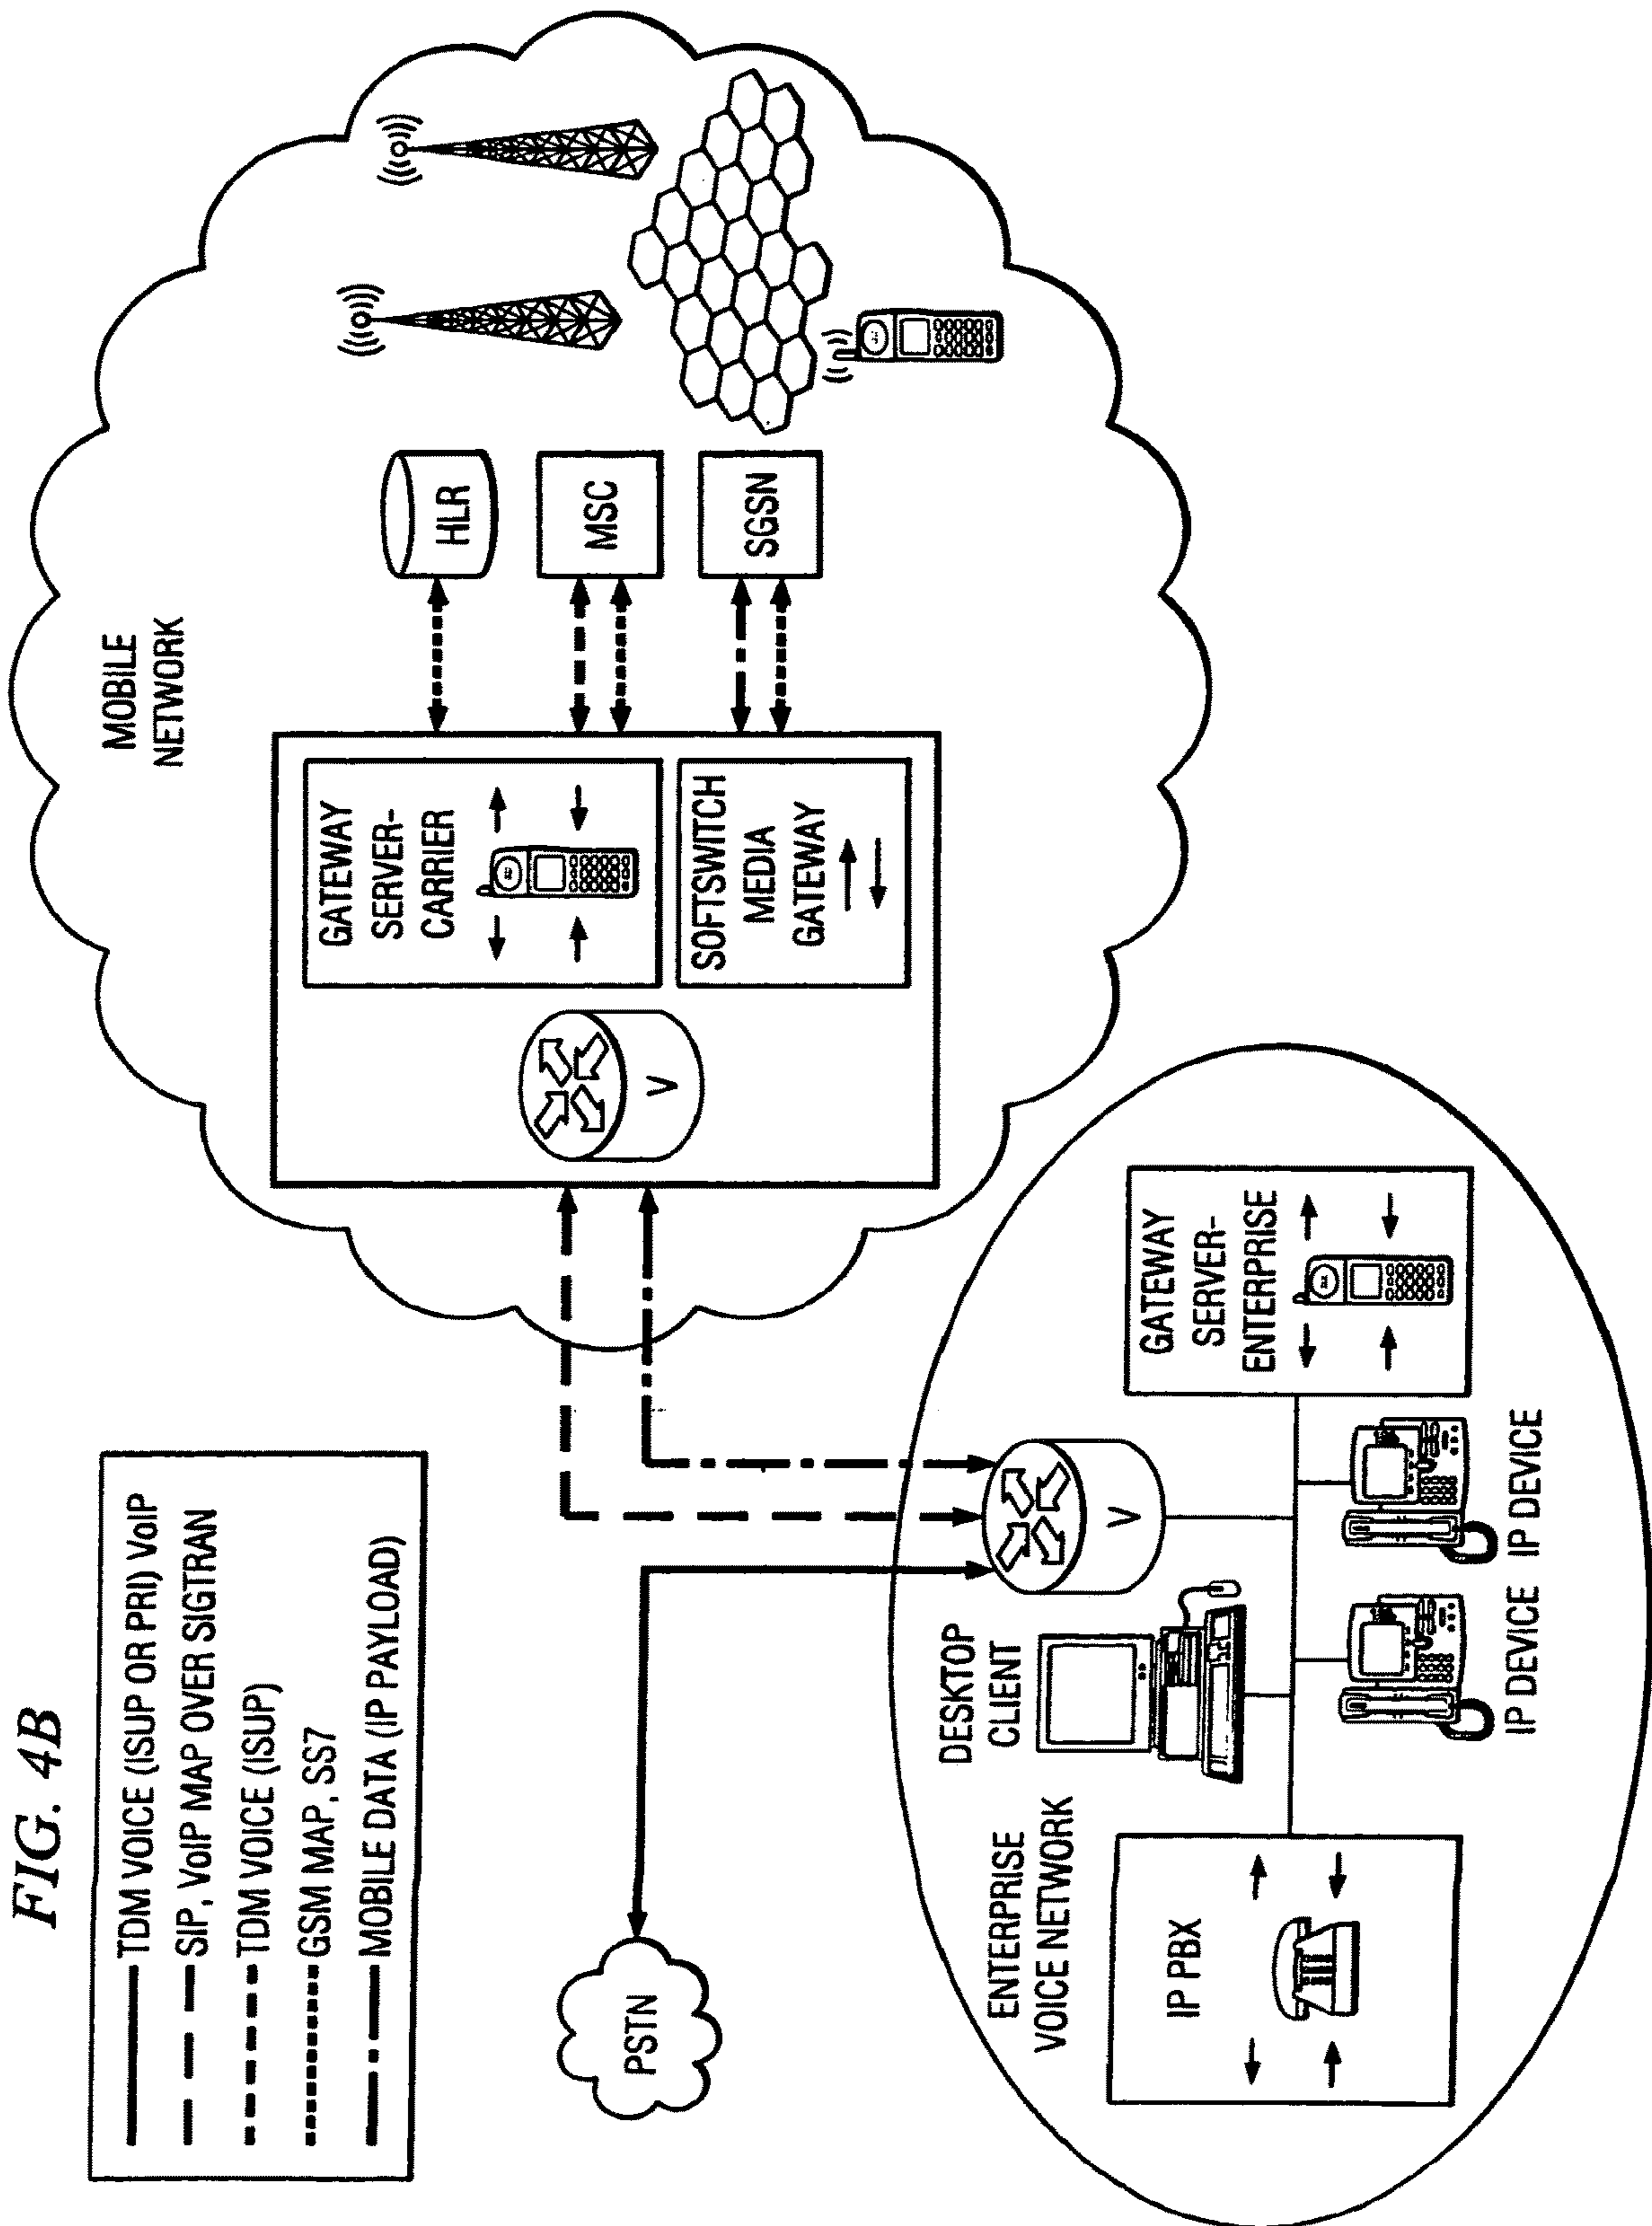 FIG. 4B
TDM VOICE (ISUP OR PRI) VoIP
SIP, VoIP MAP OVER SIGTRAN
TDM VOICE (ISUP)
GSM MAP, SS7
MOBILE DATA (IP PAYLOAD)
MOBILE
NETWORK
GATEWAY
SERVER-
CARRIER
SOFTSWITCH
MEDIA
GATEWAY
V
HLR
MSC
SGSN
PSTN
ENTERPRISE
VOICE NETWORK
DESKTOP
CLIENT
V
GATEWAY
SERVER-
ENTERPRISE
IP PBX
IP DEVICE
IP DEVICE